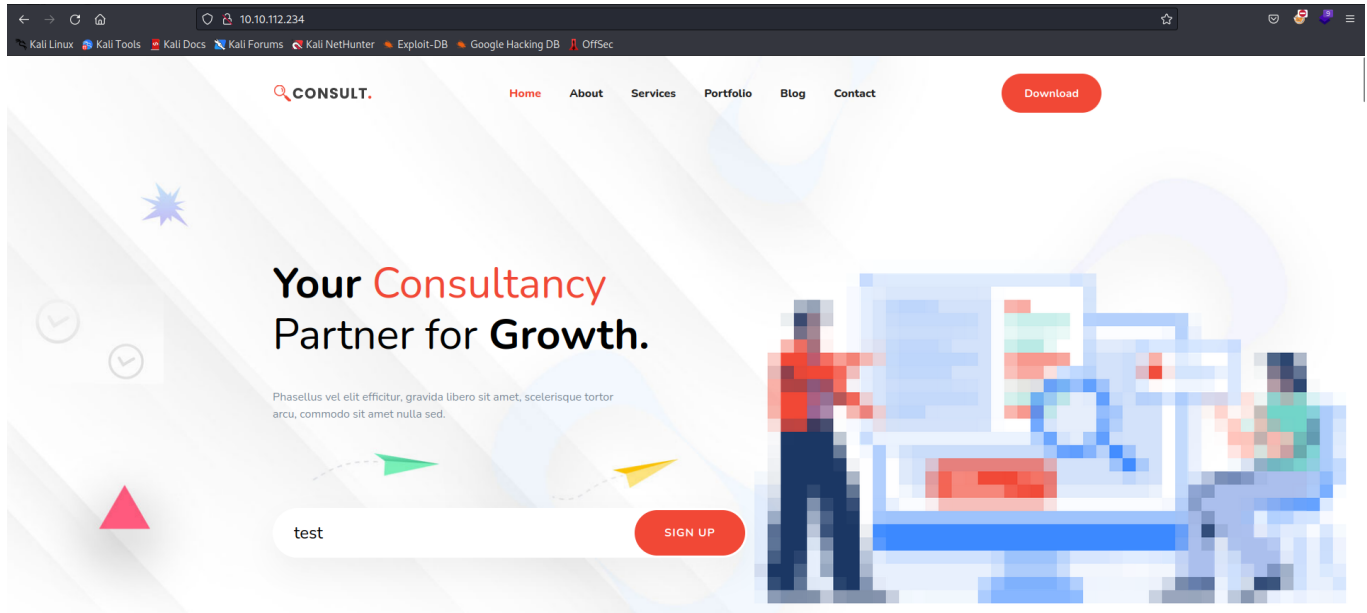 10.10.112.234
Kali Linux Kali Tools Kali Docs Kali Forums Kali NetHunter Exploit-DB Google Hacking DB OffSec
CONSULT. Home About Services Portfolio Blog Contact Download
Your Consultancy
Partner for Growth.
Phasellus vel elit efficitur, gravida libero sit amet, scelerisque tortor
arcu, commodo sit amet nulla sed.
test SIGN UP